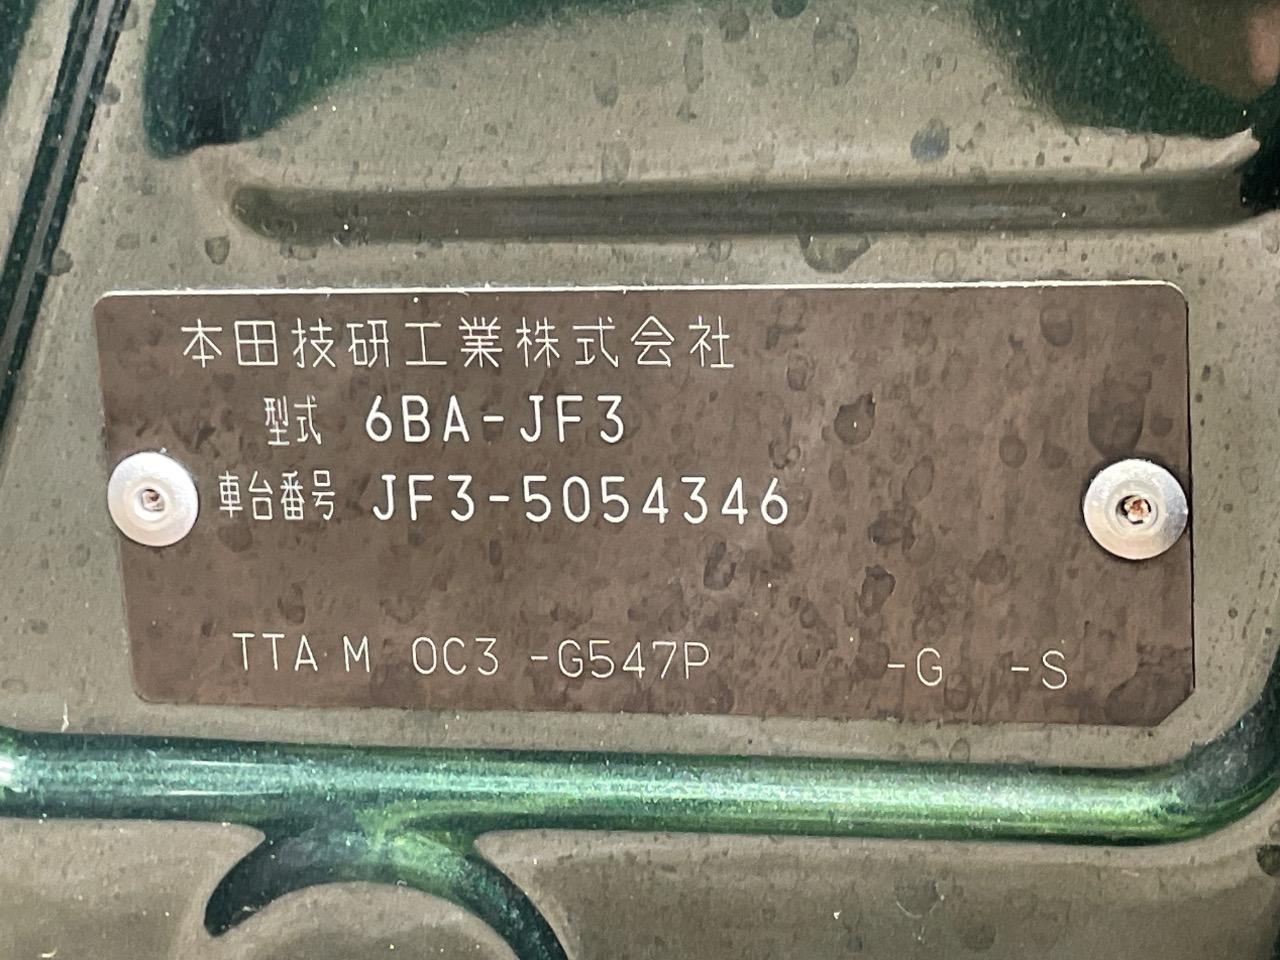 本田技研工業株式会社
型式 6BA-JF3
車台番号 JF3-5054346
TTA M OC3 -G547P -G -S